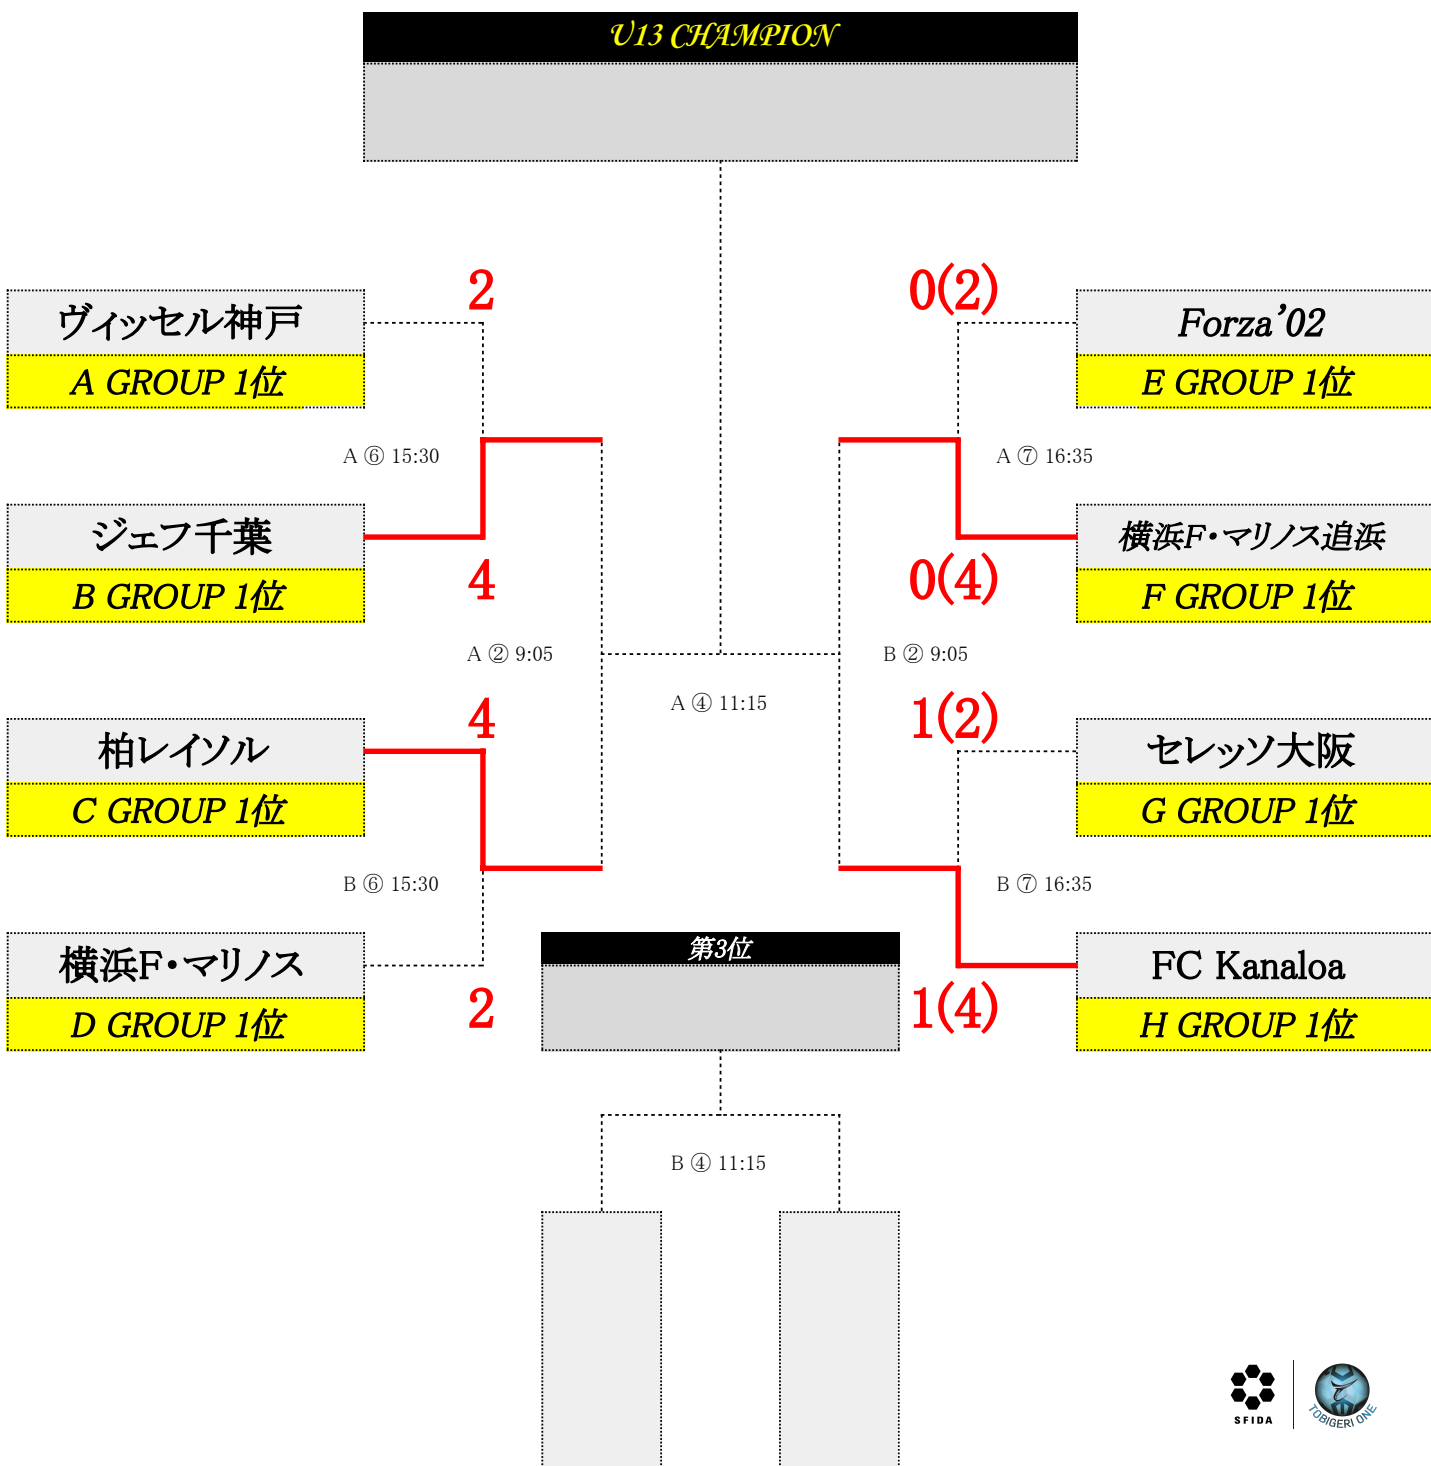 U13 CHAMPION
2
0(2)
ヴィッセル神戸
A GROUP 1位
Forza’02
E GROUP 1位
A ⑥ 15:30
A ⑦ 16:35
ジェフ千葉
B GROUP 1位
横浜F・マリノス追浜
F GROUP 1位
4
0(4)
A ② 9:05
B ② 9:05
A ④ 11:15
4
1(2)
柏レイソル
C GROUP 1位
セレッソ大阪
G GROUP 1位
B ⑥ 15:30
B ⑦ 16:35
横浜F・マリノス
D GROUP 1位
第3位
FC Kanaloa
H GROUP 1位
2
1(4)
B ④ 11:15
SFIDA
TOBIGERI ONE